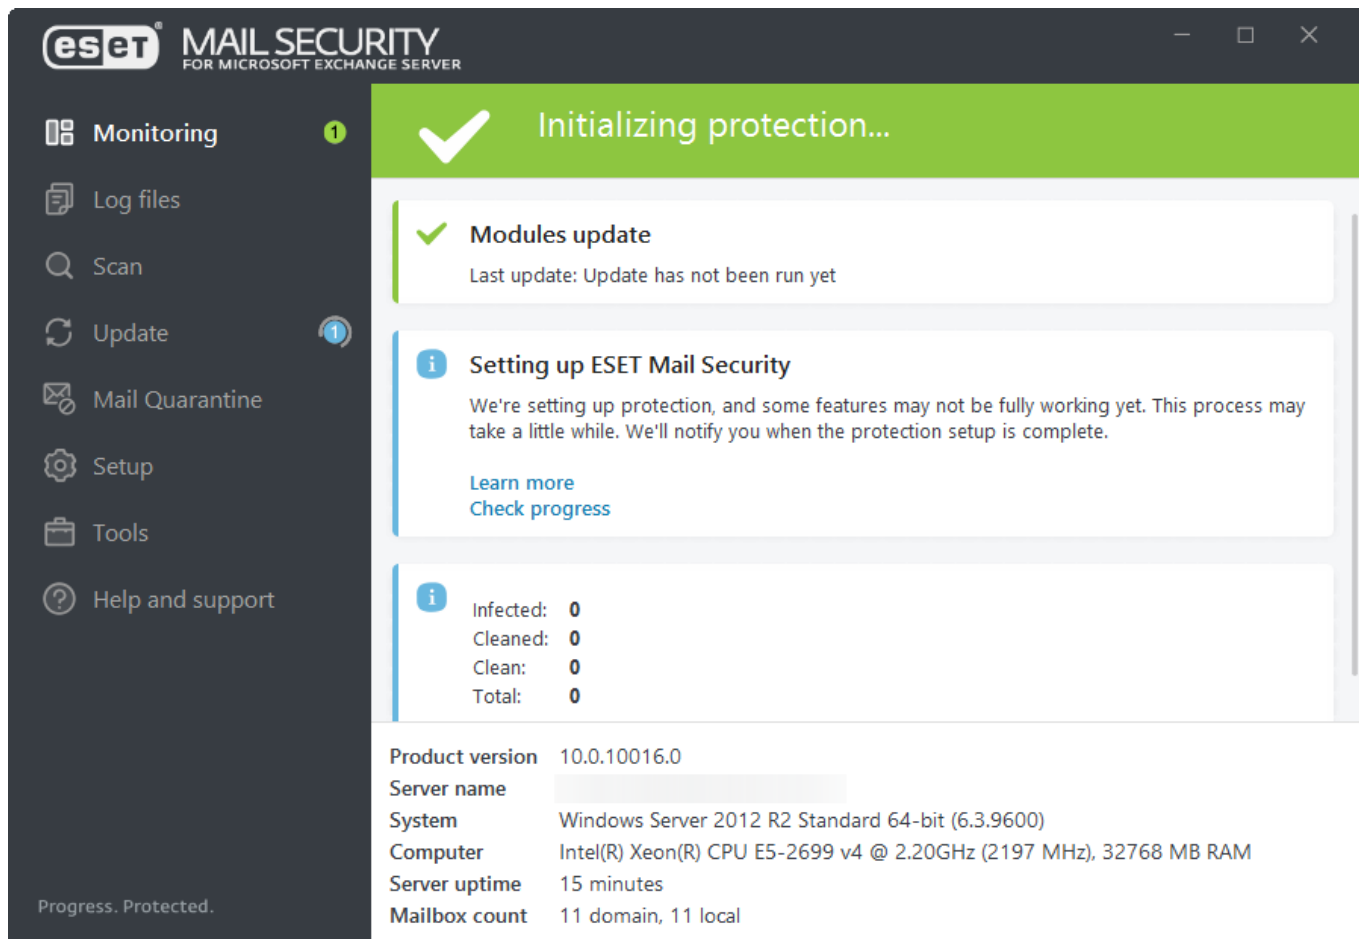 eset® MAIL SECURITY
FOR MICROSOFT EXCHANGE SERVER
Monitoring 1
Log files
Scan
Update 1
Mail Quarantine
Setup
Tools
Help and support
Progress. Protected.
Initializing protection...
Modules update
Last update: Update has not been run yet
i Setting up ESET Mail Security
We're setting up protection, and some features may not be fully working yet. This process may
take a little while. We'll notify you when the protection setup is complete.
Learn more
Check progress
i
Infected: 0
Cleaned: 0
Clean: 0
Total: 0
Product version 10.0.10016.0
Server name
System Windows Server 2012 R2 Standard 64-bit (6.3.9600)
Computer Intel(R) Xeon(R) CPU E5-2699 v4 @ 2.20GHz (2197 MHz), 32768 MB RAM
Server uptime 15 minutes
Mailbox count 11 domain, 11 local